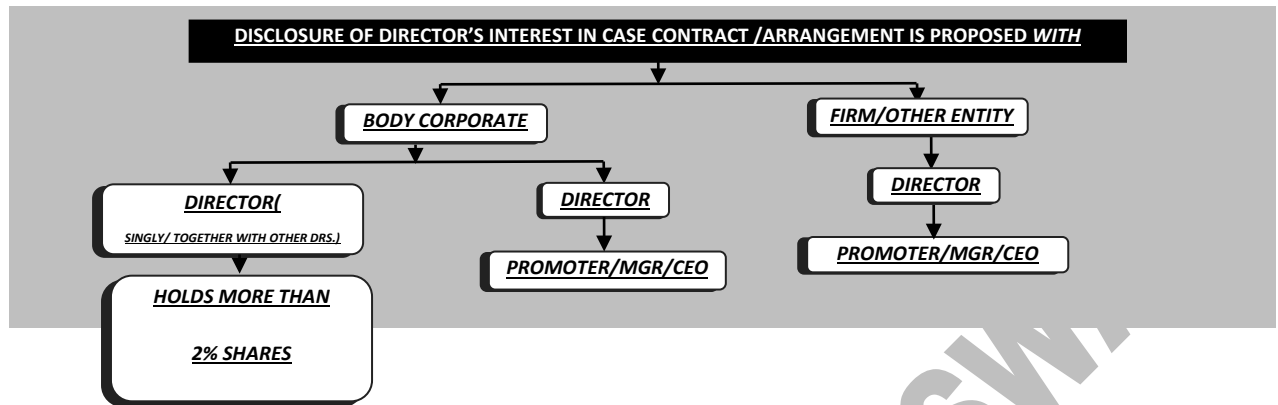 DISCLOSURE OF DIRECTOR’S INTEREST IN CASE CONTRACT /ARRANGEMENT IS PROPOSED WITH
BODY CORPORATE
FIRM/OTHER ENTITY
DIRECTOR(
SINGLY/ TOGETHER WITH OTHER DRS.)
DIRECTOR
DIRECTOR
PROMOTER/MGR/CEO
PROMOTER/MGR/CEO
HOLDS MORE THAN
2% SHARES